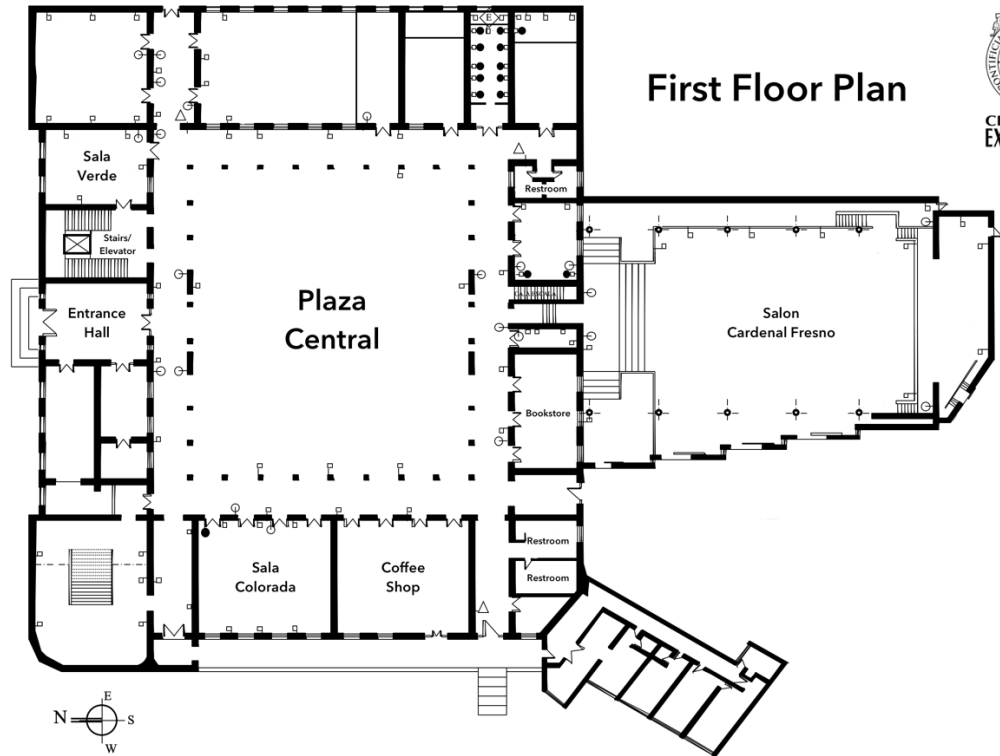 First Floor Plan
E
Sala
Verde
Restroom
Stairs/
Elevator
Entrance
Hall
Plaza
Central
Salon
Cardenal Fresno
Bookstore
Sala
Colorada
Coffee
Shop
Restroom
Restroom
E
N
S
W